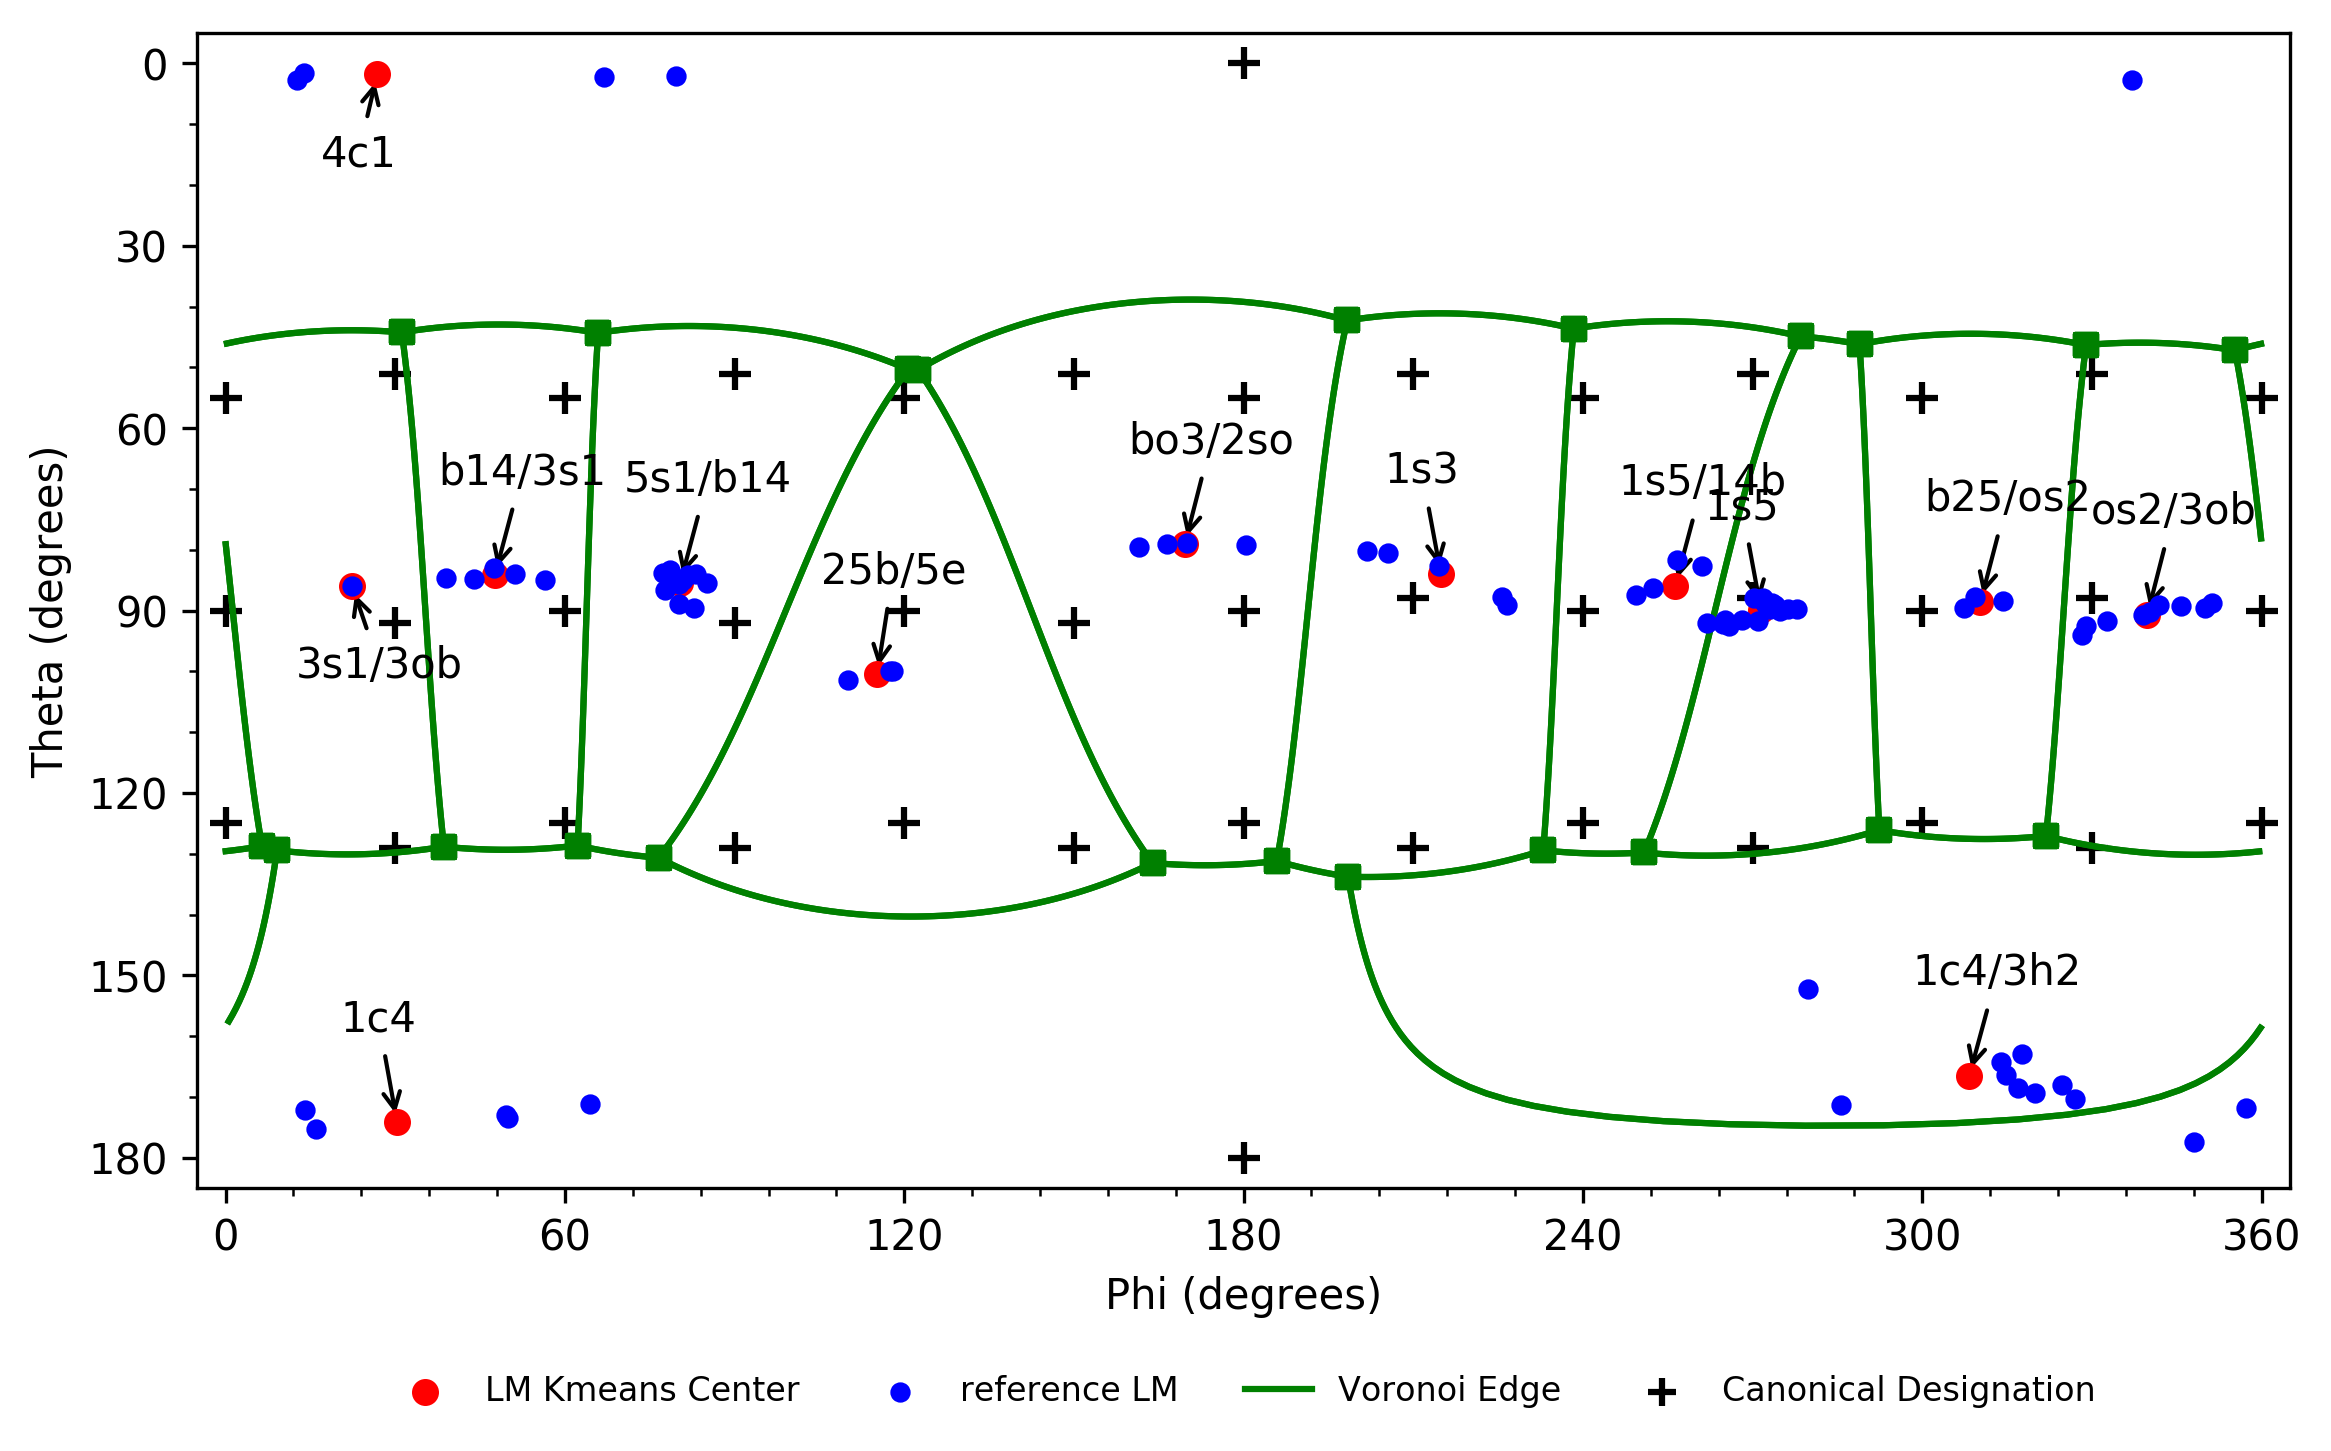 0
30
60
90
120
150
180
Theta (degrees)
4c1
bo3/2so
b14/3s1
5s1/b14
1s3
1s5/14b
1s5
b25/os2
os2/3ob
25b/5e
3s1/3ob
1c4/3h2
1c4
0
60
120
180
240
300
360
Phi (degrees)
LM Kmeans Center
reference LM
Voronoi Edge
Canonical Designation